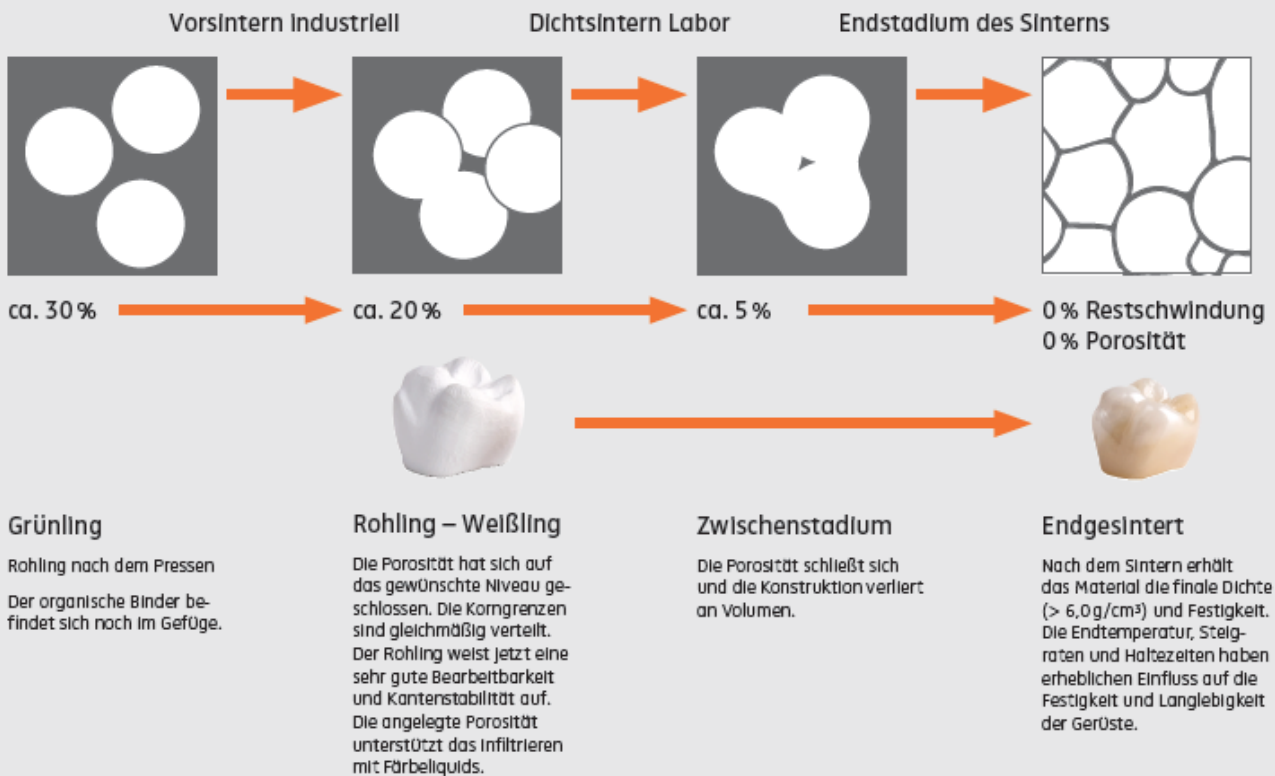 Vorsintern industriell
Dichtsintern Labor
Endstadium des Sinterns
ca. 30 %
ca. 20 %
ca. 5 %
0 % Restschwindung
0 % Porosität
Grünling
Rohling nach dem Pressen
Der organische Binder be-
findet sich noch im Gefüge.
Rohling – Weißling
Die Porosität hat sich auf
das gewünschte Niveau ge-
schlossen. Die Korngrenzen
sind gleichmäßig verteilt.
Der Rohling weist jetzt eine
sehr gute Bearbeitbarkeit
und Kantenstabilität auf.
Die angelegte Porosität
unterstützt das Infiltrieren
mit Färbeliquids.
Zwischenstadium
Die Porosität schließt sich
und die Konstruktion verliert
an Volumen.
Endgesintert
Nach dem Sintern erhält
das Material die finale Dichte
(> 6,0 g/cm³) und Festigkeit.
Die Endtemperatur, Steig-
raten und Haltezeiten haben
erheblichen Einfluss auf die
Festigkeit und Langlebigkeit
der Gerüste.